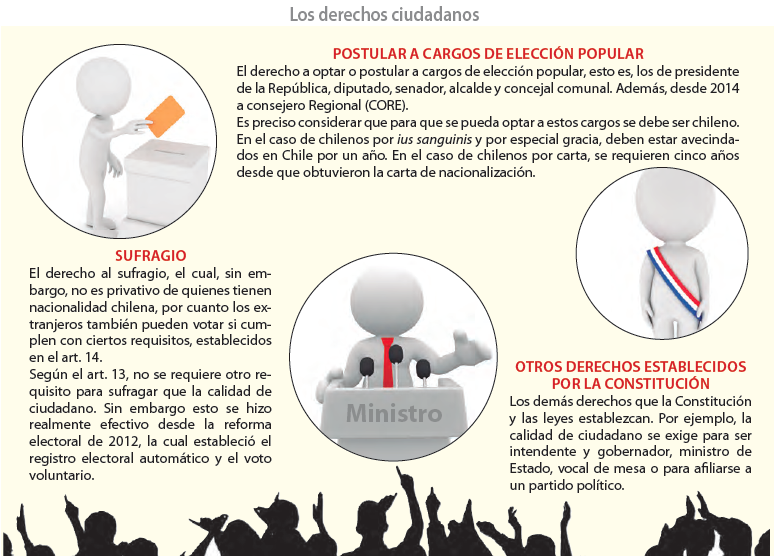 Los derechos ciudadanos
POSTULAR A CARGOS DE ELECCIÓN POPULAR
El derecho a optar o postular a cargos de elección popular, esto es, los de presidente
de la República, diputado, senador, alcalde y concejal comunal. Además, desde 2014
a consejero Regional (CORE).
Es preciso considerar que para que se pueda optar a estos cargos se debe ser chileno.
En el caso de chilenos por ius sanguinis y por especial gracia, deben estar avecinda-
dos en Chile por un año. En el caso de chilenos por carta, se requieren cinco años
desde que obtuvieron la carta de nacionalización.
SUFRAGIO
El derecho al sufragio, el cual, sin em-
bargo, no es privativo de quienes tienen
nacionalidad chilena, por cuanto los ex-
tranjeros también pueden votar si cum-
plen con ciertos requisitos, establecidos
en el art. 14.
Según el art. 13, no se requiere otro re-
quisito para sufragar que la calidad de
ciudadano. Sin embargo esto se hizo
realmente efectivo desde la reforma
electoral de 2012, la cual estableció el
registro electoral automático y el voto
voluntario.
Ministro
OTROS DERECHOS ESTABLECIDOS
POR LA CONSTITUCIÓN
Los demás derechos que la Constitución
y las leyes establezcan. Por ejemplo, la
calidad de ciudadano se exige para ser
intendente y gobernador, ministro de
Estado, vocal de mesa o para afiliarse a
un partido político.